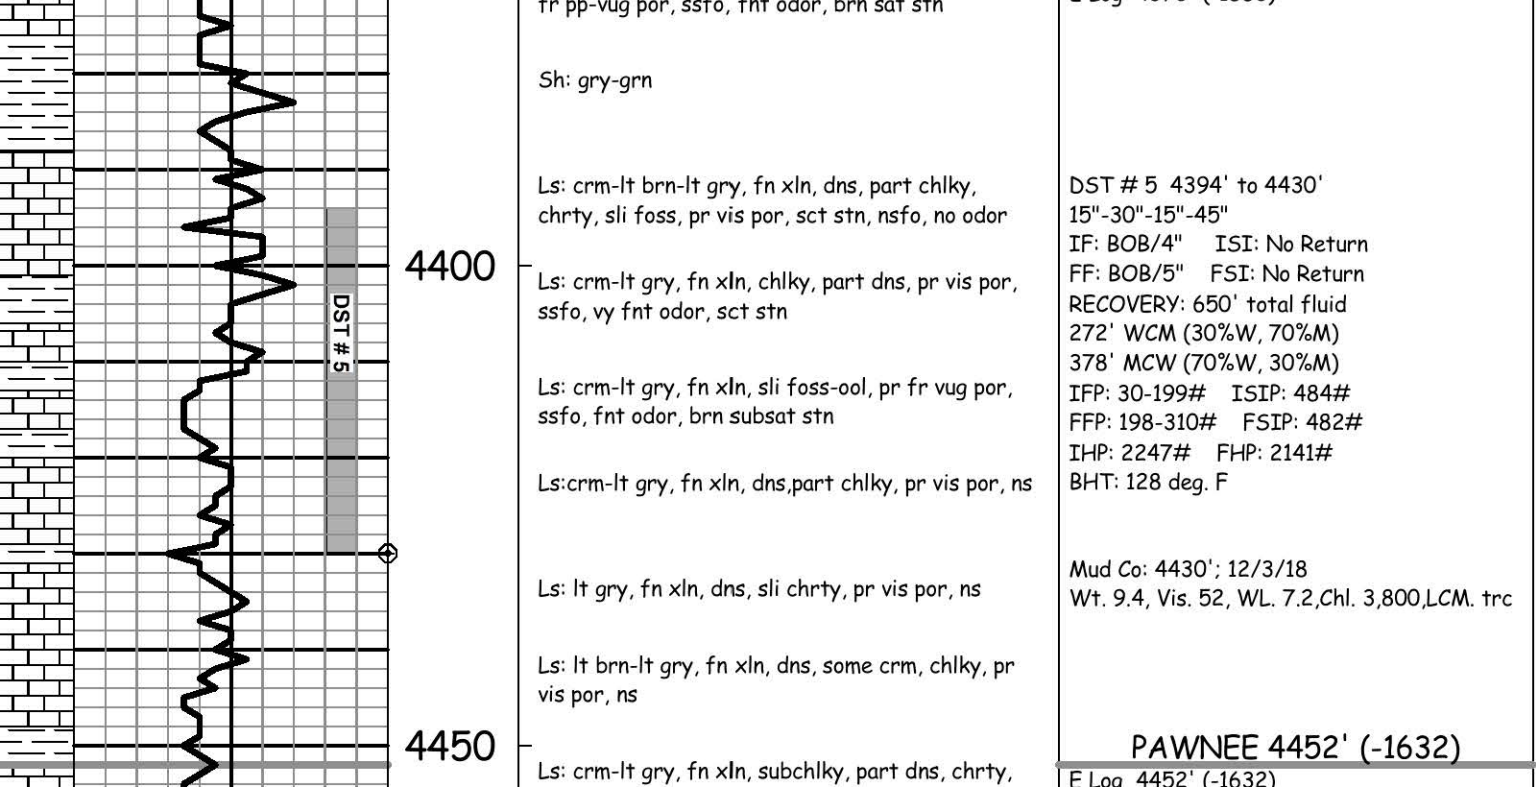 fr pp-vug por, ssfo, fnt odor, brn sat stn
Sh: gry-grn
Ls: crm-lt brn-lt gry, fn xln, dns, part chlky,
chrty, sli foss, pr vis por, sct stn, nsfo, no odor
4400
Ls: crm-lt gry, fn xln, chlky, part dns, pr vis por,
ssfo, vy fnt odor, sct stn
DST # 5
Ls: crm-lt gry, fn xln, sli foss-ool, pr fr vug por,
ssfo, fnt odor, brn subsat stn
Ls:crm-lt gry, fn xln, dns,part chlky, pr vis por, ns
Ls: lt gry, fn xln, dns, sli chrty, pr vis por, ns
Ls: lt brn-lt gry, fn xln, dns, some crm, chlky, pr
vis por, ns
4450
Ls: crm-lt gry, fn xln, subchlky, part dns, chrty,
DST # 5 4394' to 4430'
15"-30"-15"-45"
IF: BOB/4" ISI: No Return
FF: BOB/5" FSI: No Return
RECOVERY: 650' total fluid
272' WCM (30%W, 70%M)
378' MCW (70%W, 30%M)
IFP: 30-199# ISIP: 484#
FFP: 198-310# FSIP: 482#
IHP: 2247# FHP: 2141#
BHT: 128 deg. F
Mud Co: 4430'; 12/3/18
Wt. 9.4, Vis. 52, WL. 7.2,Chl. 3,800,LCM. trc
PAWNEE 4452' (-1632)
E Log 4452' (-1632)